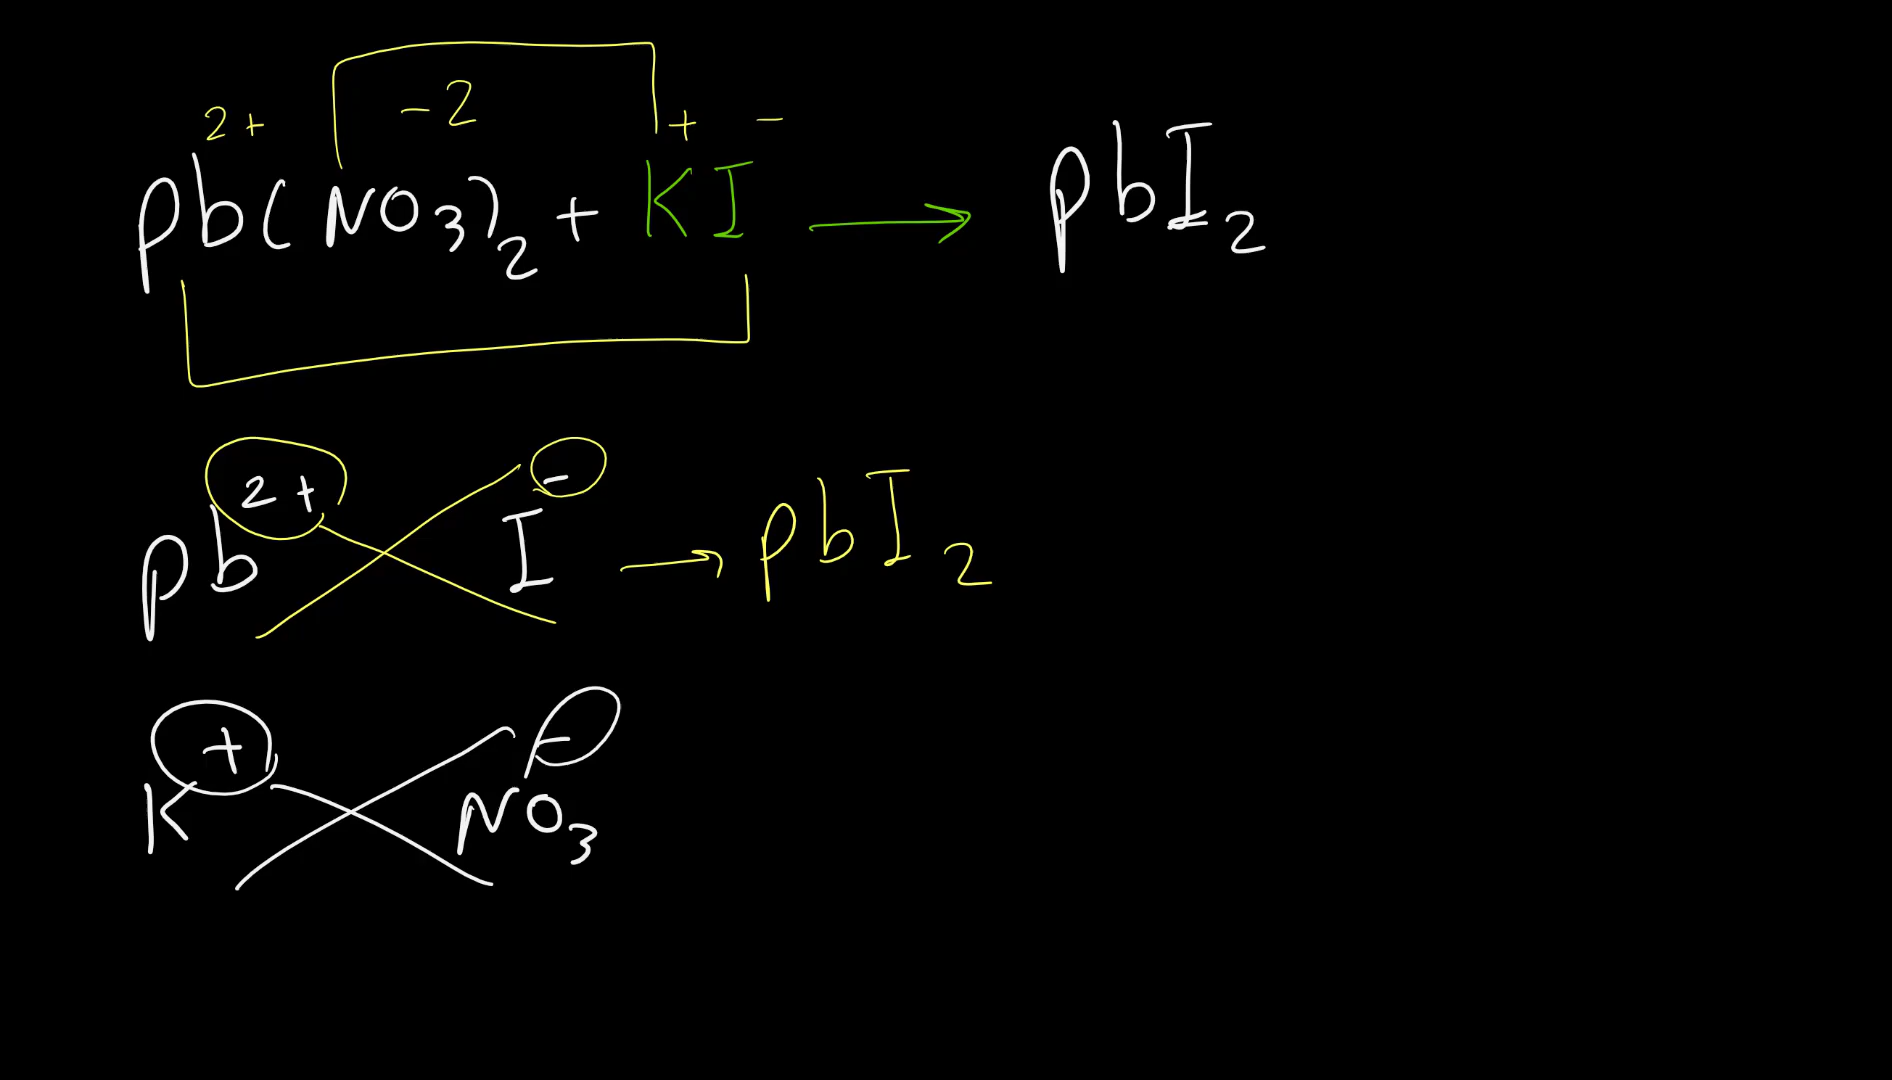 2+ -2 + -
pb(NO3)2 + KI → pbI2
2+ -
pb I → pbI2
+ -
K NO3